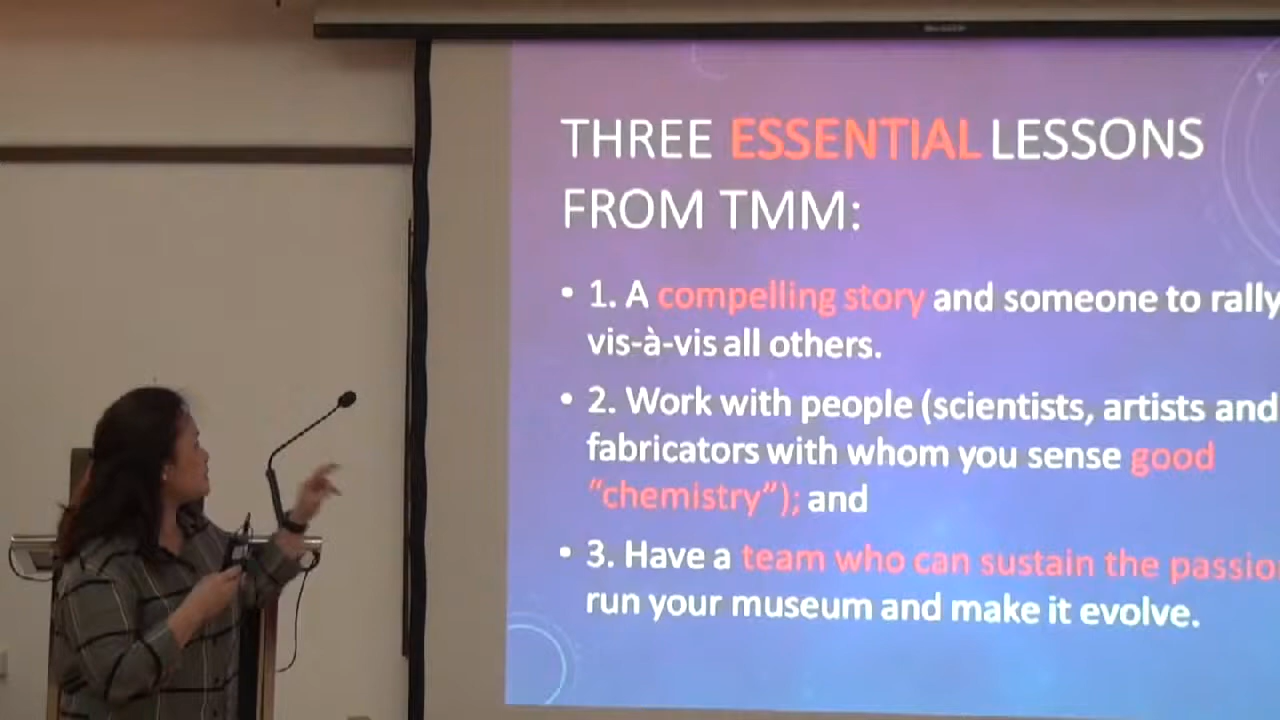 THREE ESSENTIAL LESSONS
FROM TMM:
• 1. A compelling story and someone to rally
vis-à-vis all others.
• 2. Work with people (scientists, artists and
fabricators with whom you sense good
"chemistry"); and
• 3. Have a team who can sustain the
run your museum and make it evolve.